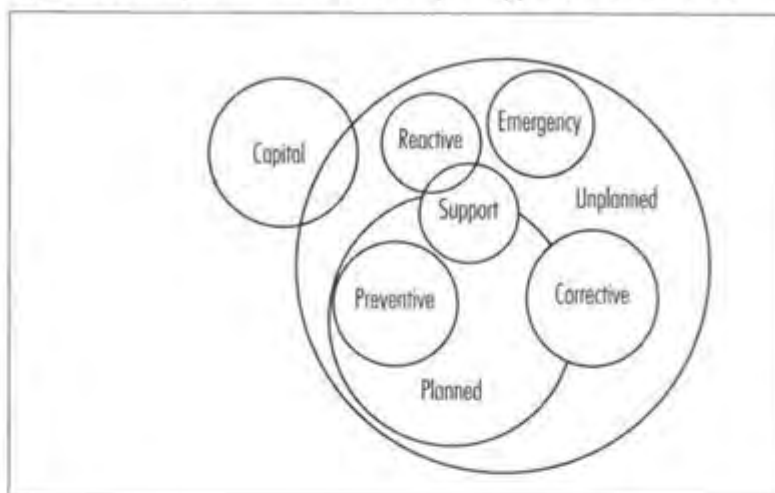 Emergency
Reactive
Capital
Unplanned
Support
Preventive
Corrective
Planned